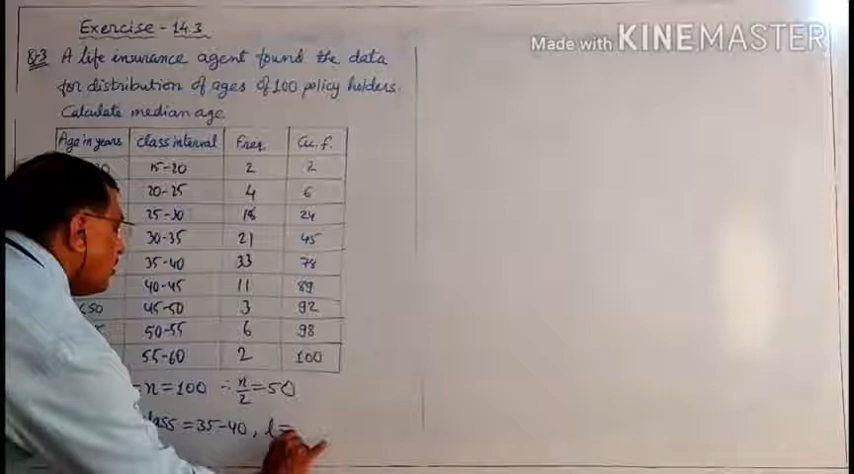 Exercise - 14.3
Made with KINEMASTER
Q.3 A life insurance agent found the data
for distribution of ages of 100 policy holders.
Calculate median age
Age in years class interval Freq. Cu. f.
15-20 2 2
20-25 4 6
25-30 18 24
30-35 21 45
35-40 33 78
40-45 11 89
<50 45-50 3 92
50-55 6 98
55-60 2 100
= n = 100 ∴ n/2 = 50
class = 35-40, l =